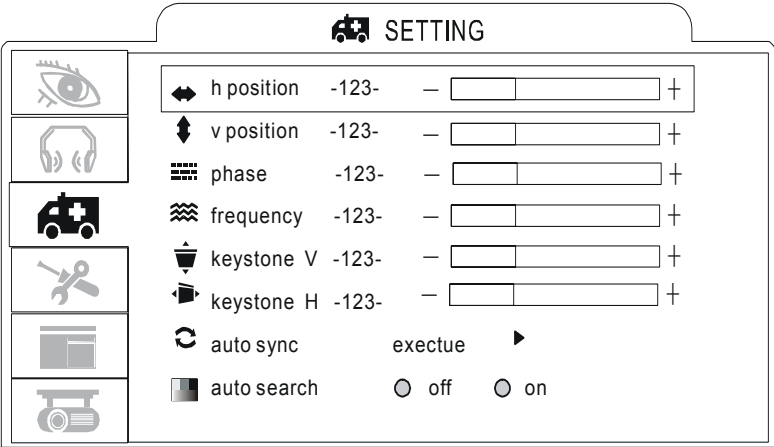 SETTING
h position -123- − +
v position -123- − +
phase -123- − +
frequency -123- − +
keystone V -123- − +
keystone H -123- − +
auto sync exectue
auto search off on